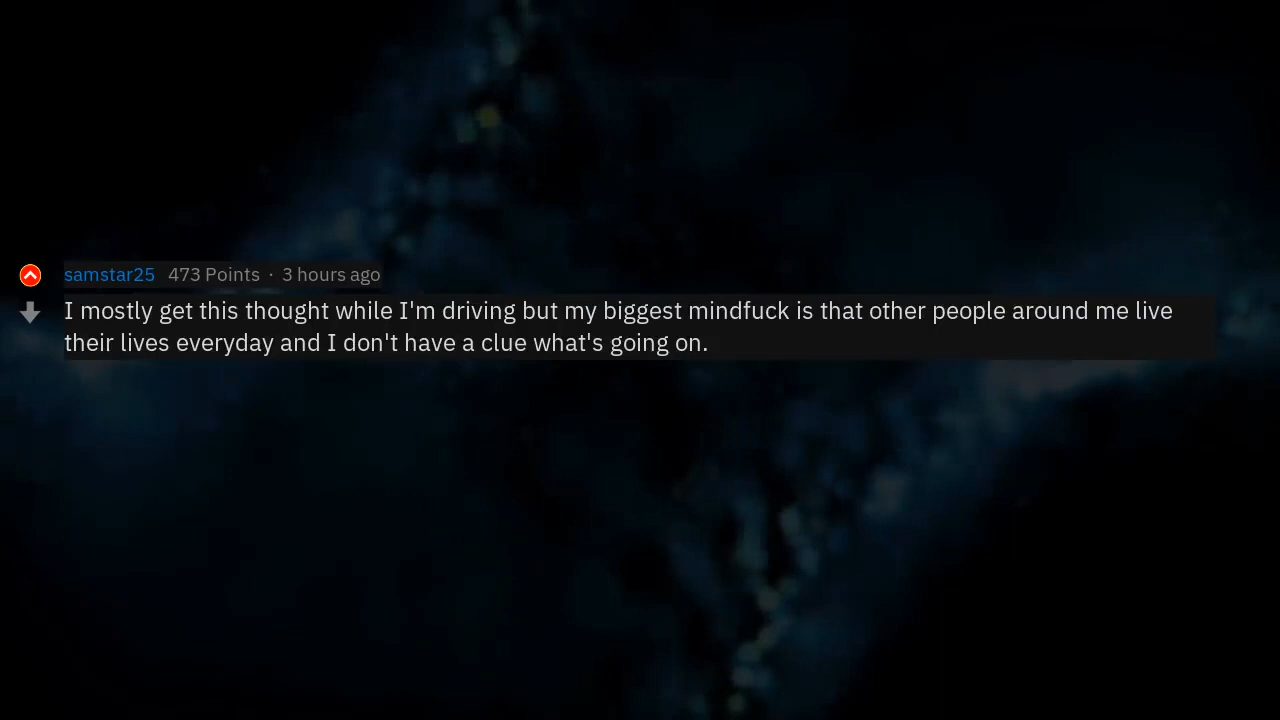 samstar25 473 Points · 3 hours ago
I mostly get this thought while I'm driving but my biggest mindfuck is that other people around me live
their lives everyday and I don't have a clue what's going on.